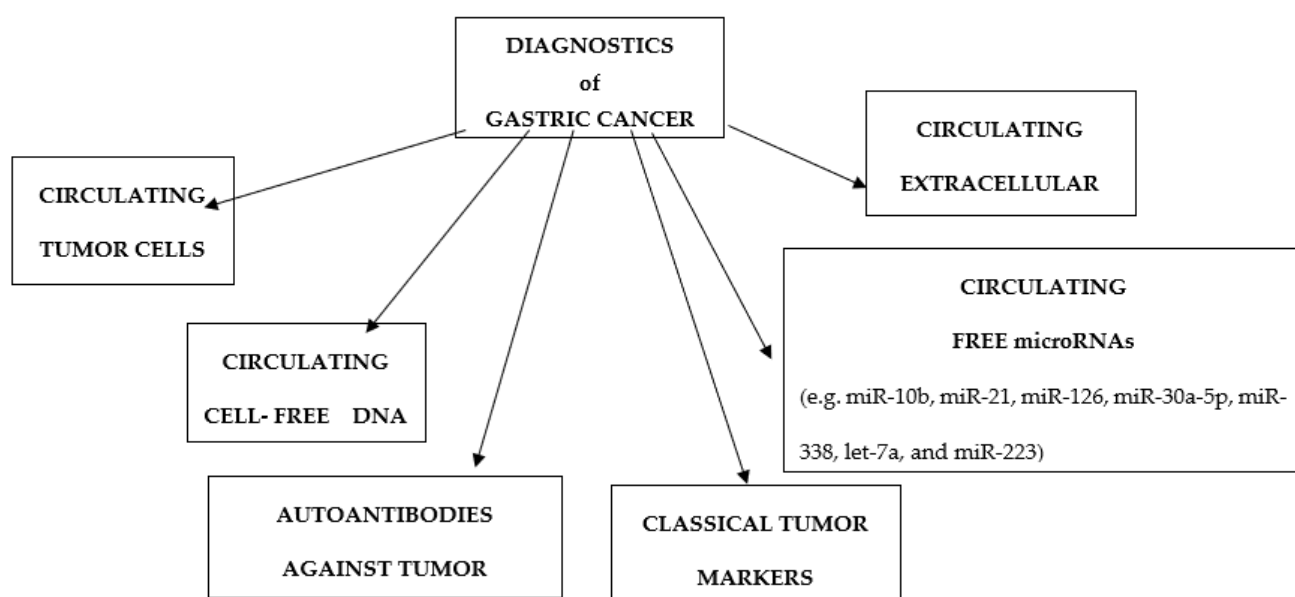 DIAGNOSTICS
of
GASTRIC CANCER
CIRCULATING
EXTRACELLULAR
CIRCULATING
TUMOR CELLS
CIRCULATING
FREE microRNAs
(e.g. miR-10b, miR-21, miR-126, miR-30a-5p, miR-
338, let-7a, and miR-223)
CIRCULATING
CELL- FREE DNA
AUTOANTIBODIES
AGAINST TUMOR
CLASSICAL TUMOR
MARKERS